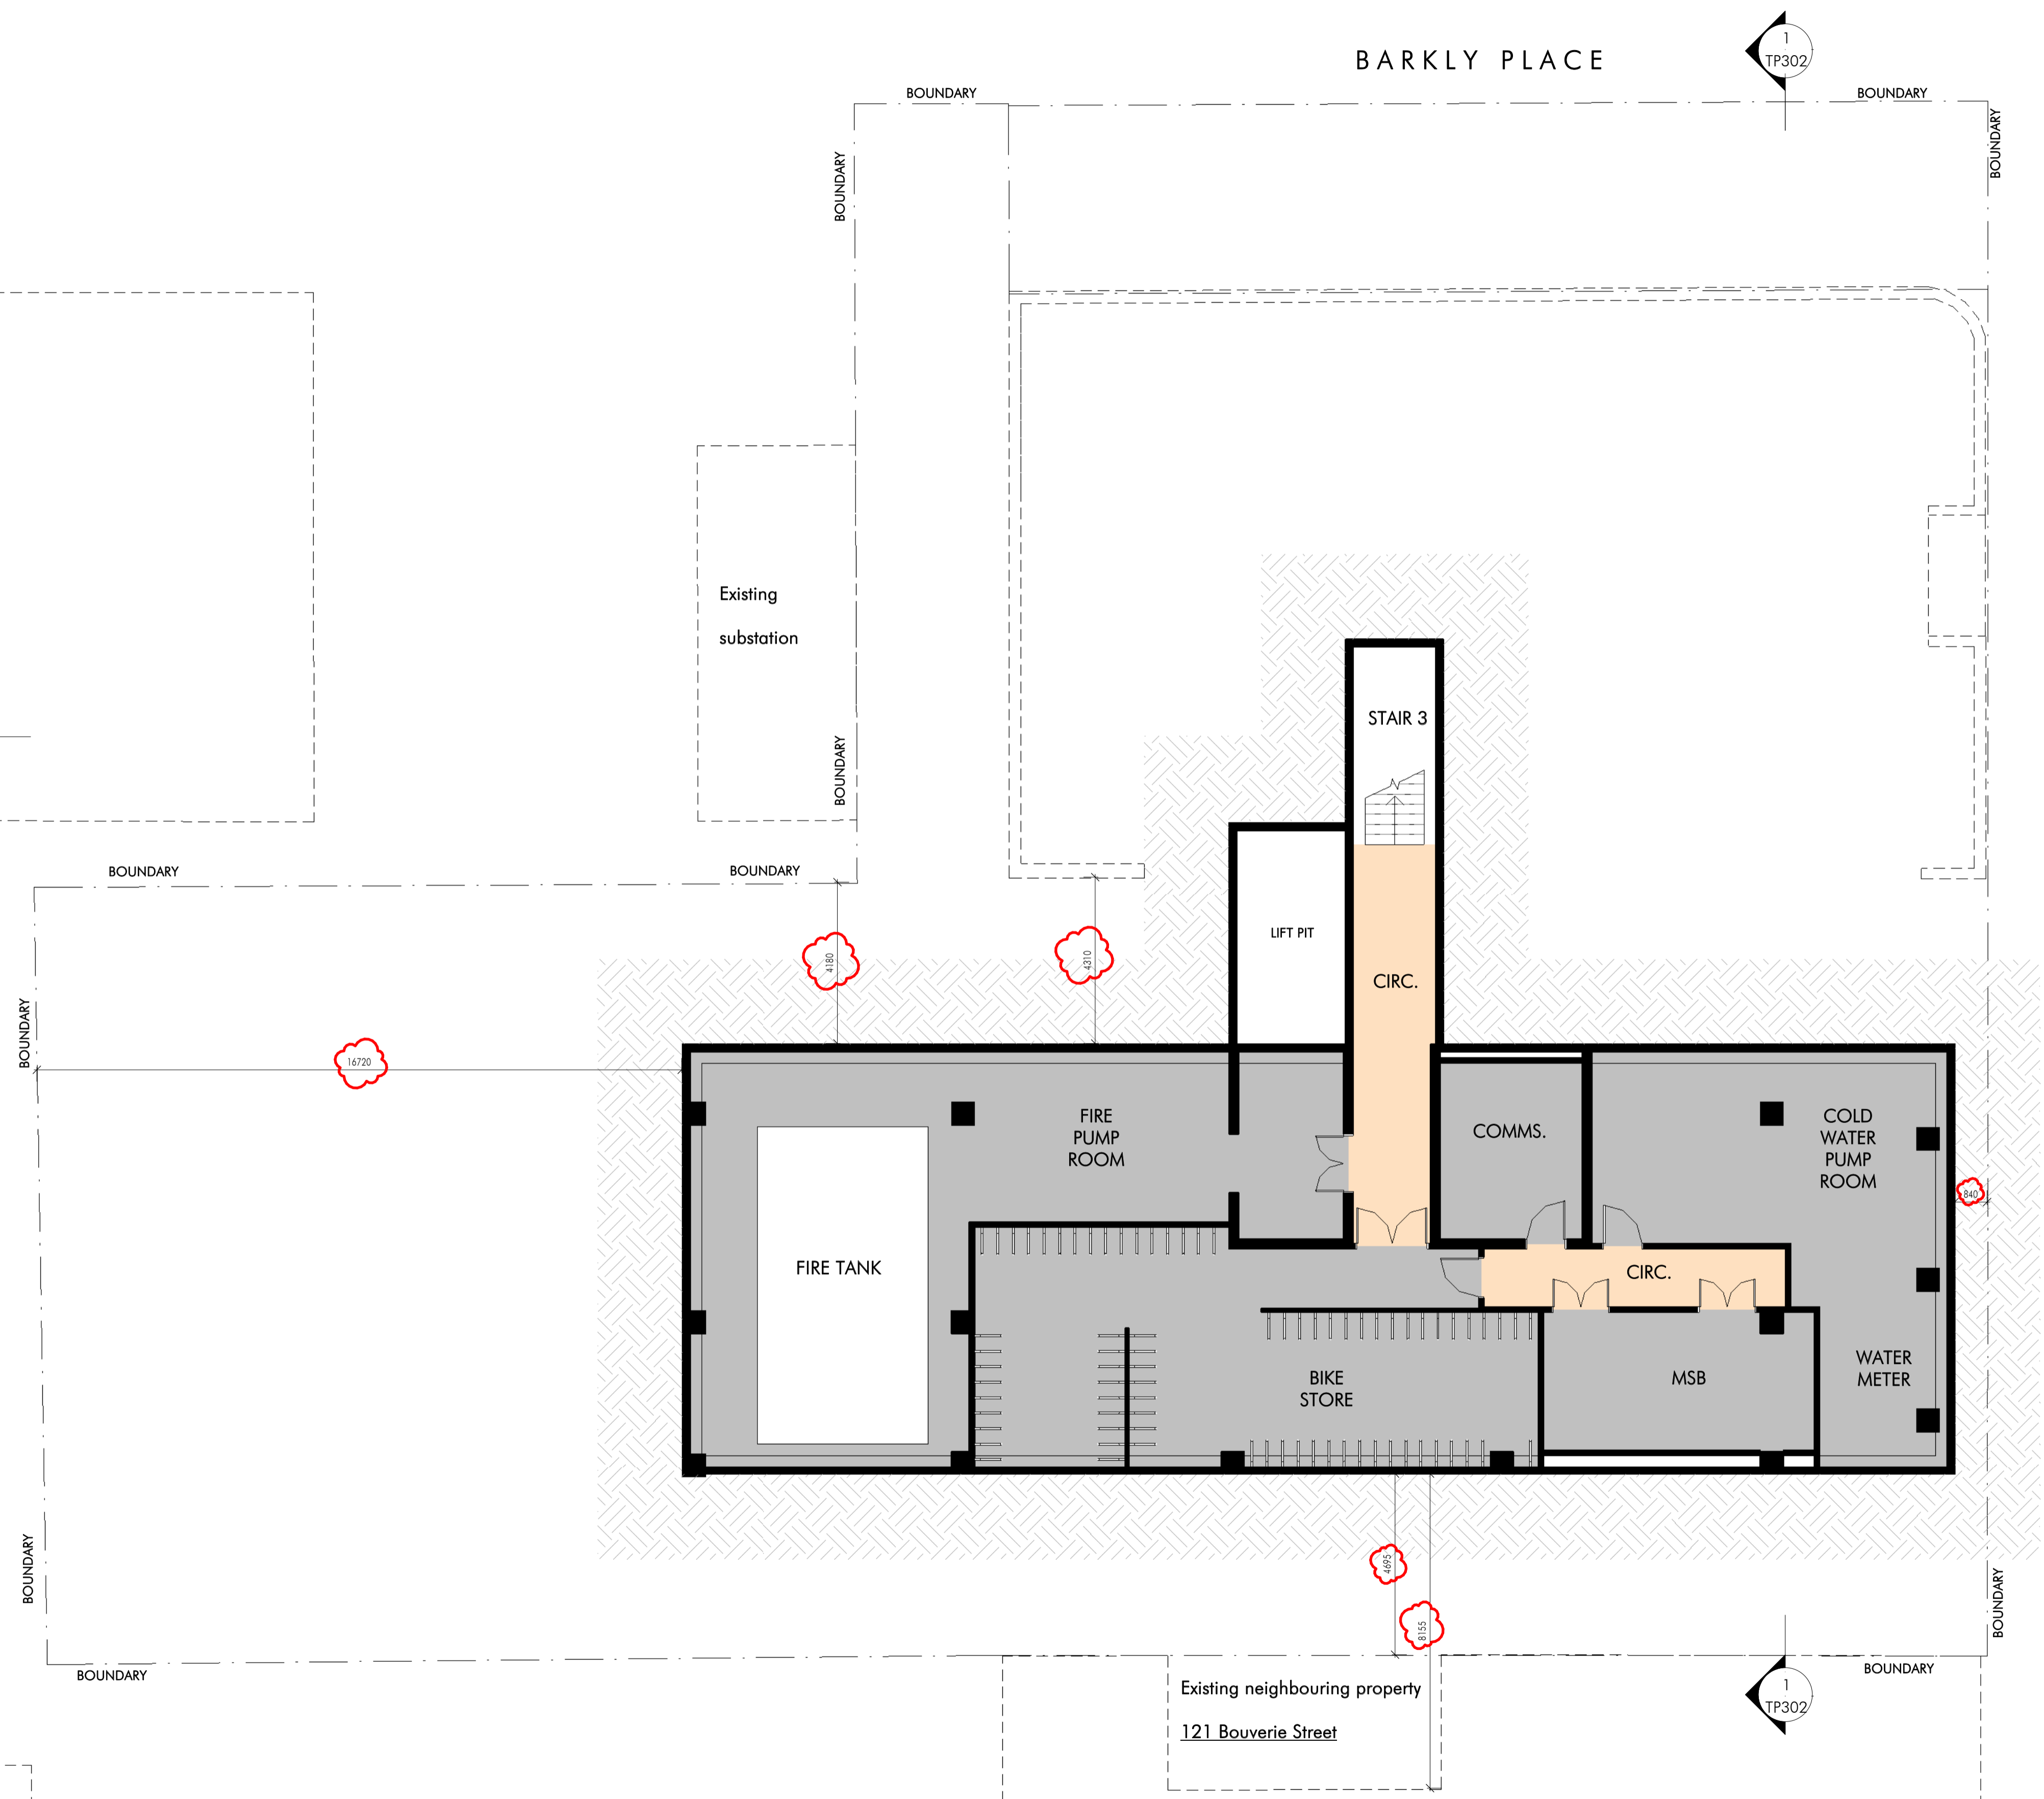 BARKLY PLACE
1
TP302
BOUNDARY
BOUNDARY
BOUNDARY
BOUNDARY
Existing
substation
STAIR 3
BOUNDARY
BOUNDARY
BOUNDARY
LIFT PIT
4180
4310
CIRC.
BOUNDARY
16720
FIRE
PUMP
ROOM
COMMS.
COLD
WATER
PUMP
ROOM
840
FIRE TANK
CIRC.
BIKE
STORE
MSB
WATER
METER
BOUNDARY
4695
8155
BOUNDARY
BOUNDARY
BOUNDARY
Existing neighbouring property
121 Bouverie Street
1
TP302